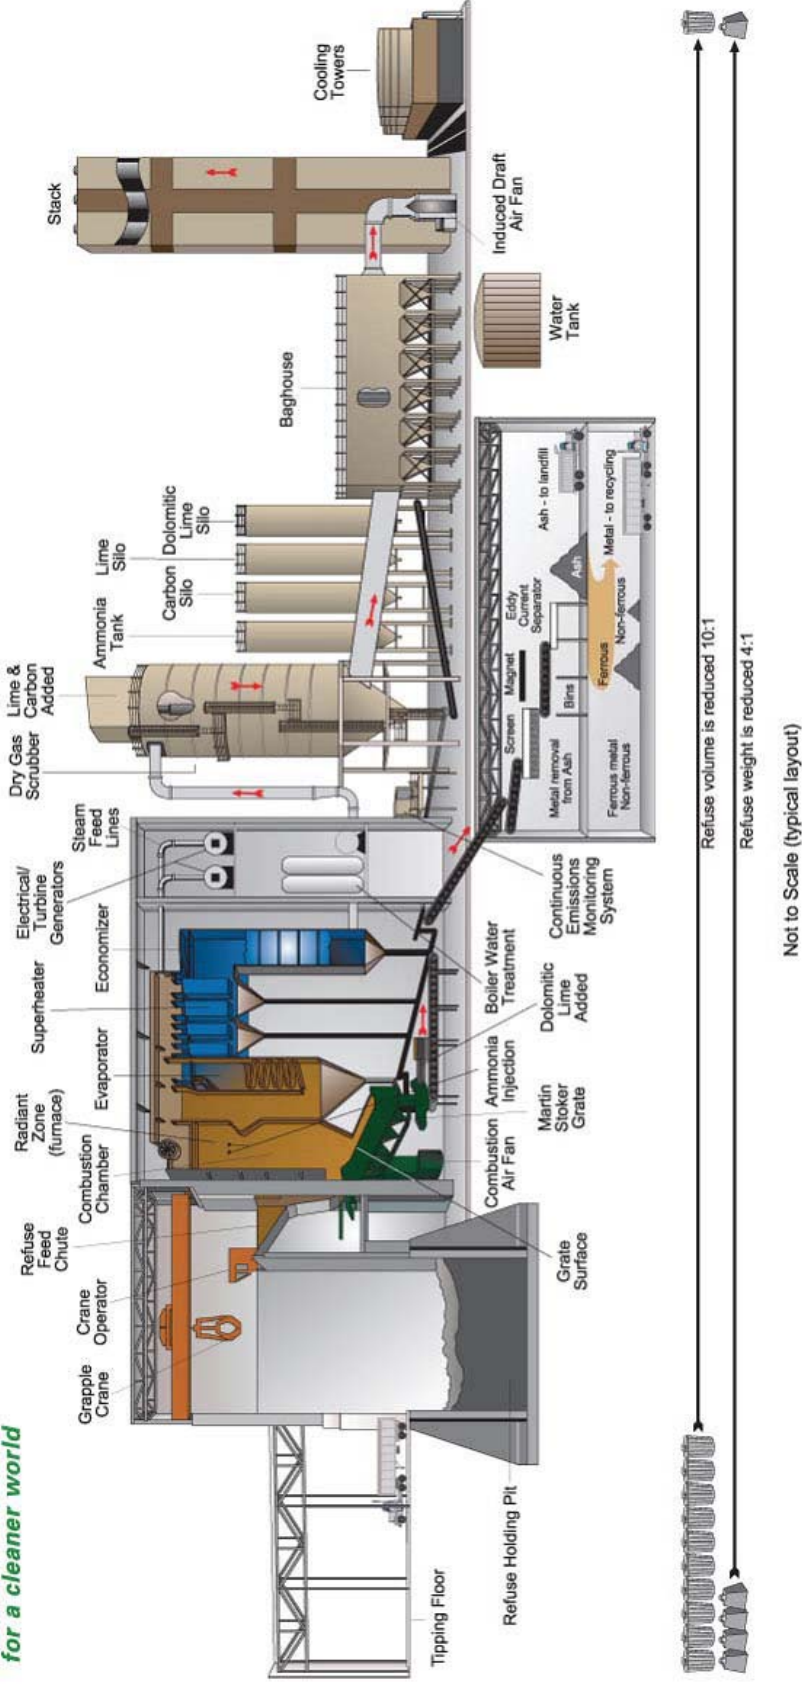 for a cleaner world
Grapple
Crane
Crane
Operator
Refuse
Feed
Chute
Combustion
Chamber
Radiant
Zone
(furnace)
Evaporator
Superheater
Economizer
Electrical/
Turbine
Generators
Steam
Feed
Lines
Dry Gas
Scrubber
Lime &
Carbon
Added
Ammonia
Tank
Carbon
Silo
Lime
Silo
Dolomitic
Lime
Silo
Baghouse
Stack
Cooling
Towers
Tipping Floor
Refuse Holding Pit
Grate
Surface
Combustion
Air Fan
Martin
Stoker
Grate
Ammonia
Injection
Dolomitic
Lime
Added
Boiler Water
Treatment
Continuous
Emissions
Monitoring
System
Screen
Magnet
Eddy
Current
Separator
Metal removal
from Ash
Bins
Ash
Ash - to landfill
Ferrous metal
Non-ferrous
Ferrous
Non-ferrous
Metal - to recycling
Water
Tank
Induced Draft
Air Fan
Refuse volume is reduced 10:1
Refuse weight is reduced 4:1
Not to Scale (typical layout)